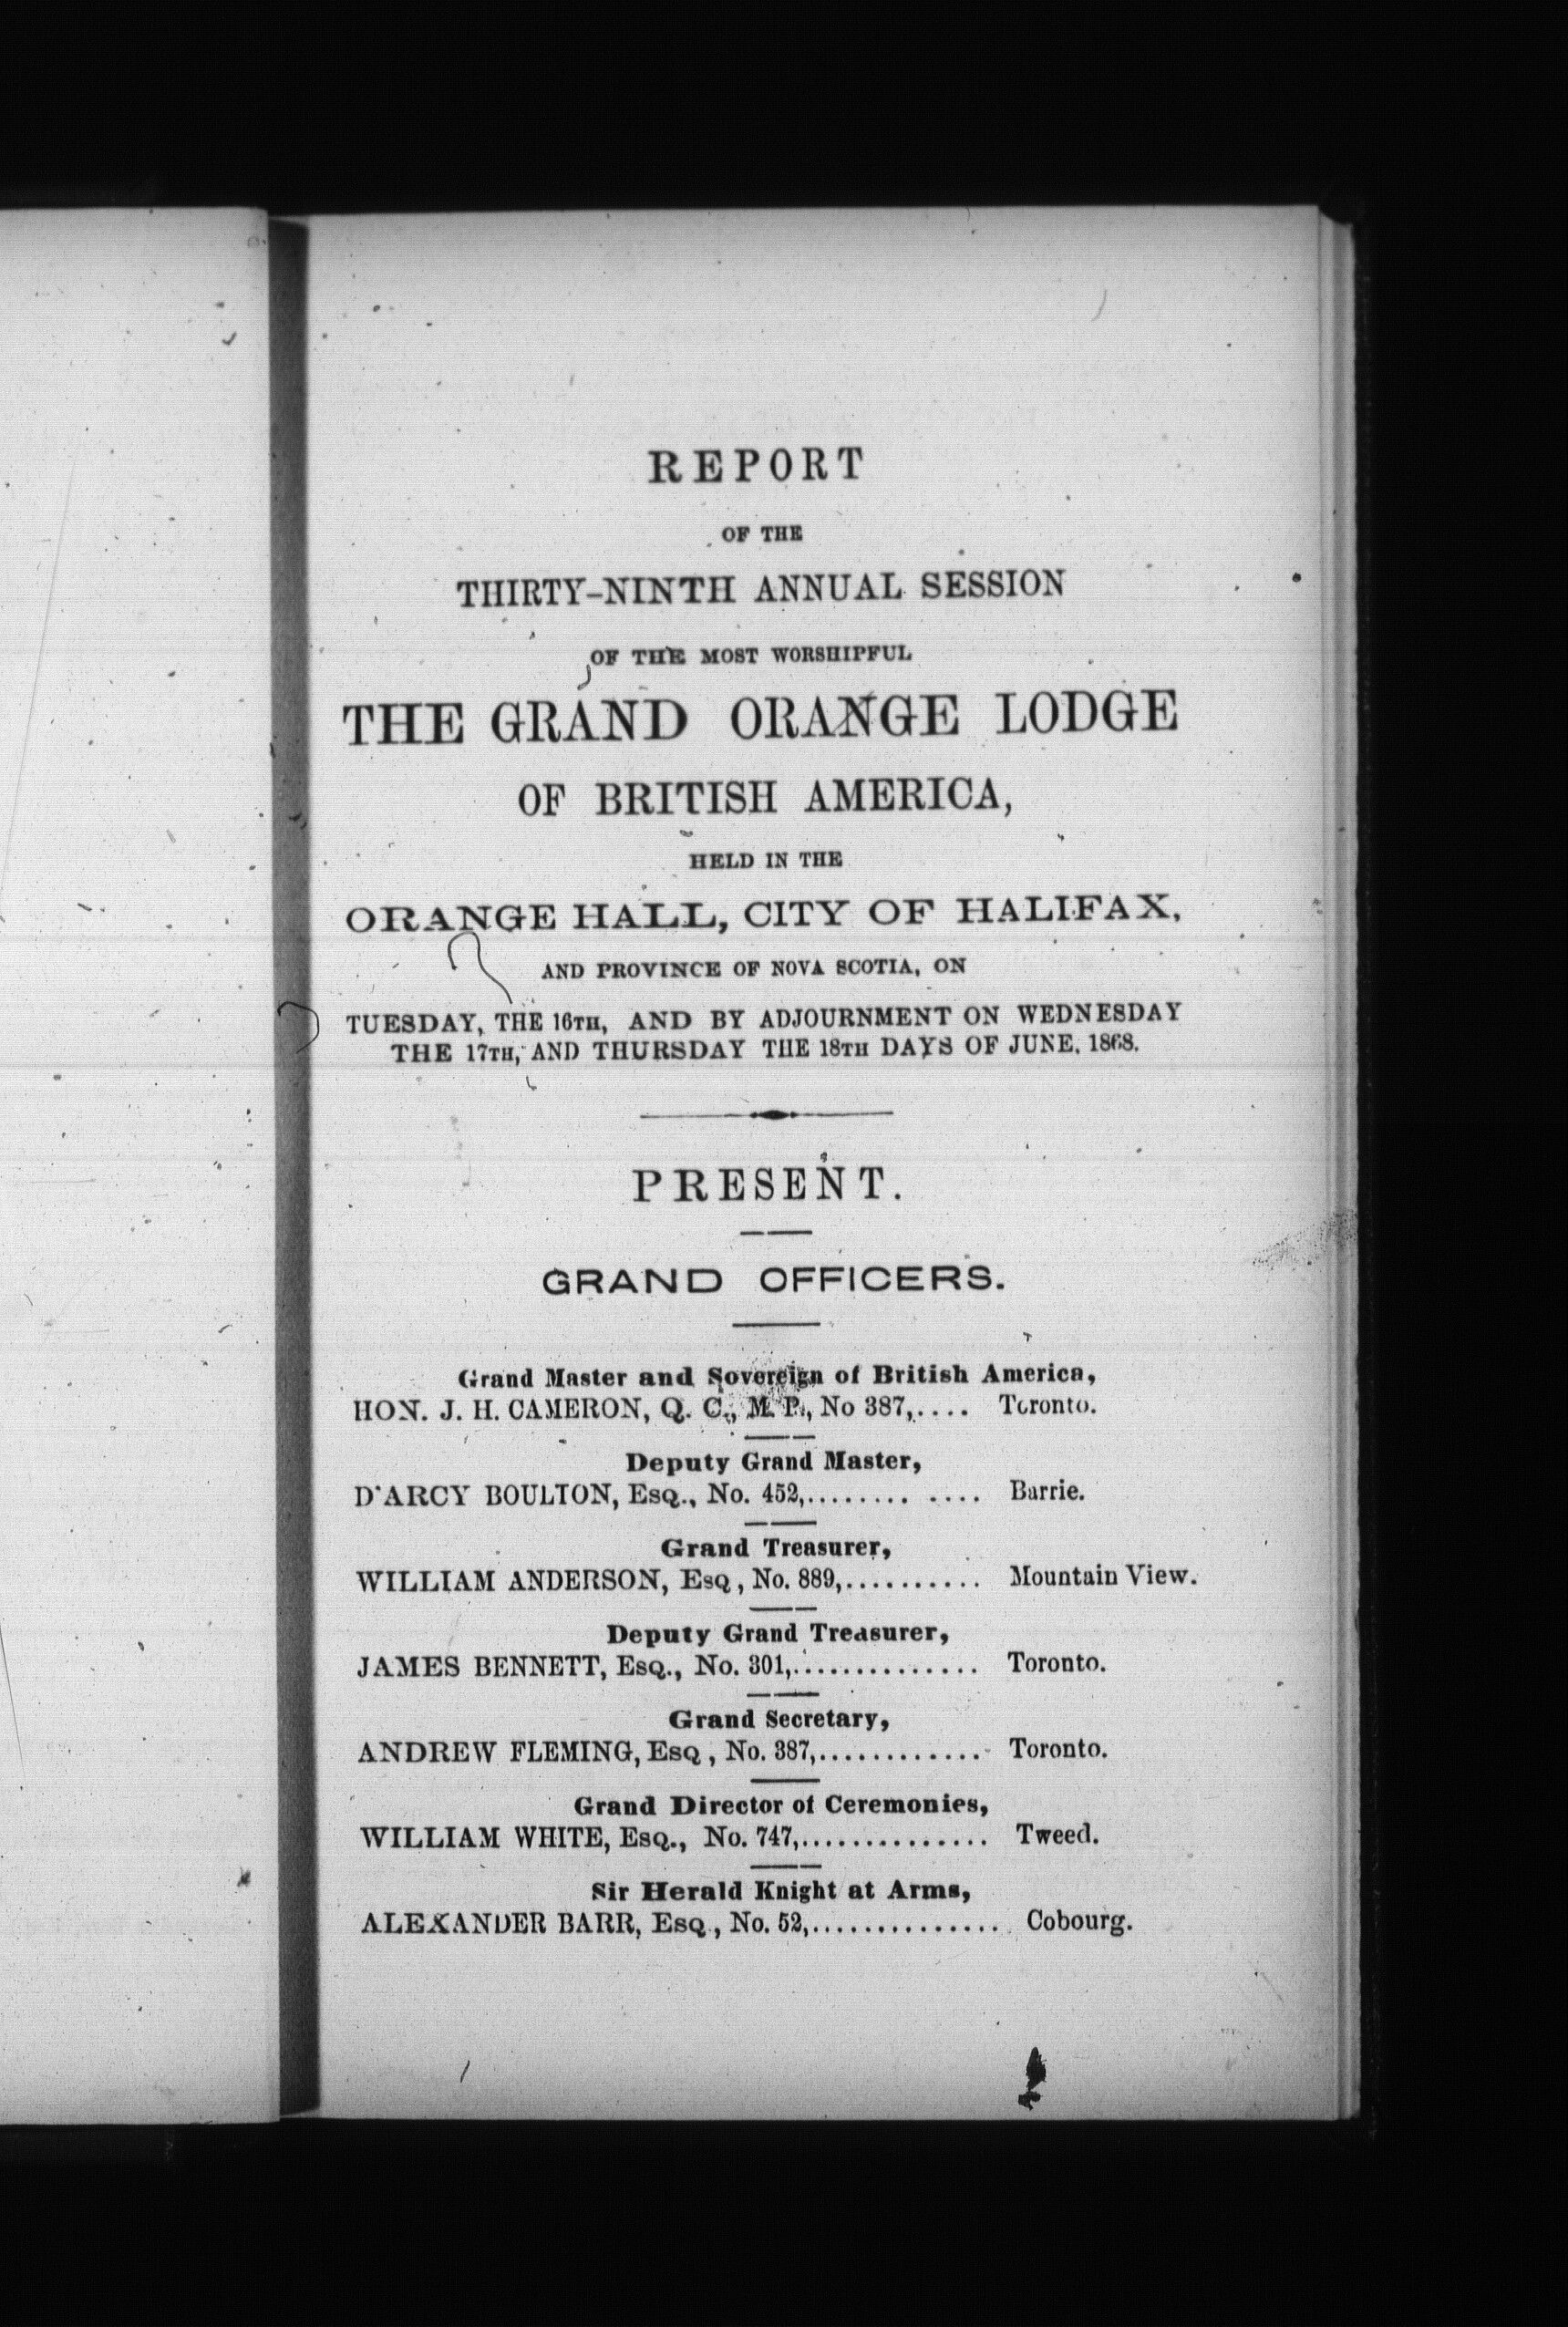 REPORT
OF THE
THIRTY-NINTH ANNUAL SESSION
OF THE MOST WORSHIPFUL
THE GRAND ORANGE LODGE
OF BRITISH AMERICA,
HELD IN THE
ORANGE HALL, CITY OF HALIFAX,
AND PROVINCE OF NOVA SCOTIA, ON
TUESDAY, THE 16TH, AND BY ADJOURNMENT ON WEDNESDAY
THE 17TH, AND THURSDAY THE 18TH DAYS OF JUNE, 1868.
PRESENT.
GRAND OFFICERS.
Grand Master and Sovereign of British America,
HON. J. H. CAMERON, Q. C., M. P., No 387,.... Toronto.
Deputy Grand Master,
D'ARCY BOULTON, Esq., No. 452,........ .... Barrie.
Grand Treasurer,
WILLIAM ANDERSON, Esq , No. 889,.......... Mountain View.
Deputy Grand Treasurer,
JAMES BENNETT, Esq., No. 301,.............. Toronto.
Grand Secretary,
ANDREW FLEMING, Esq , No. 387,............ Toronto.
Grand Director of Ceremonies,
WILLIAM WHITE, Esq., No. 747,.............. Tweed.
Sir Herald Knight at Arms,
ALEXANDER BARR, Esq., No. 52,.............. Cobourg.